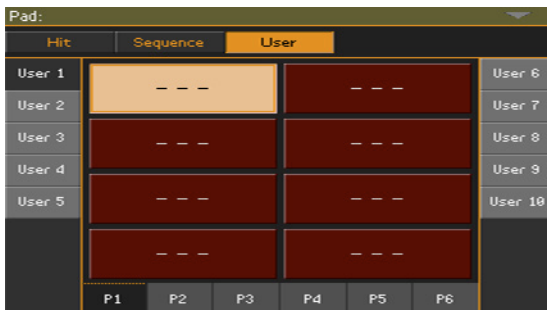 Pad:
Hit Sequence User
User 1 --- --- User 6
User 2 User 7
User 3 --- --- User 8
User 4 User 9
User 5 --- --- User 10
--- ---
P1 P2 P3 P4 P5 P6